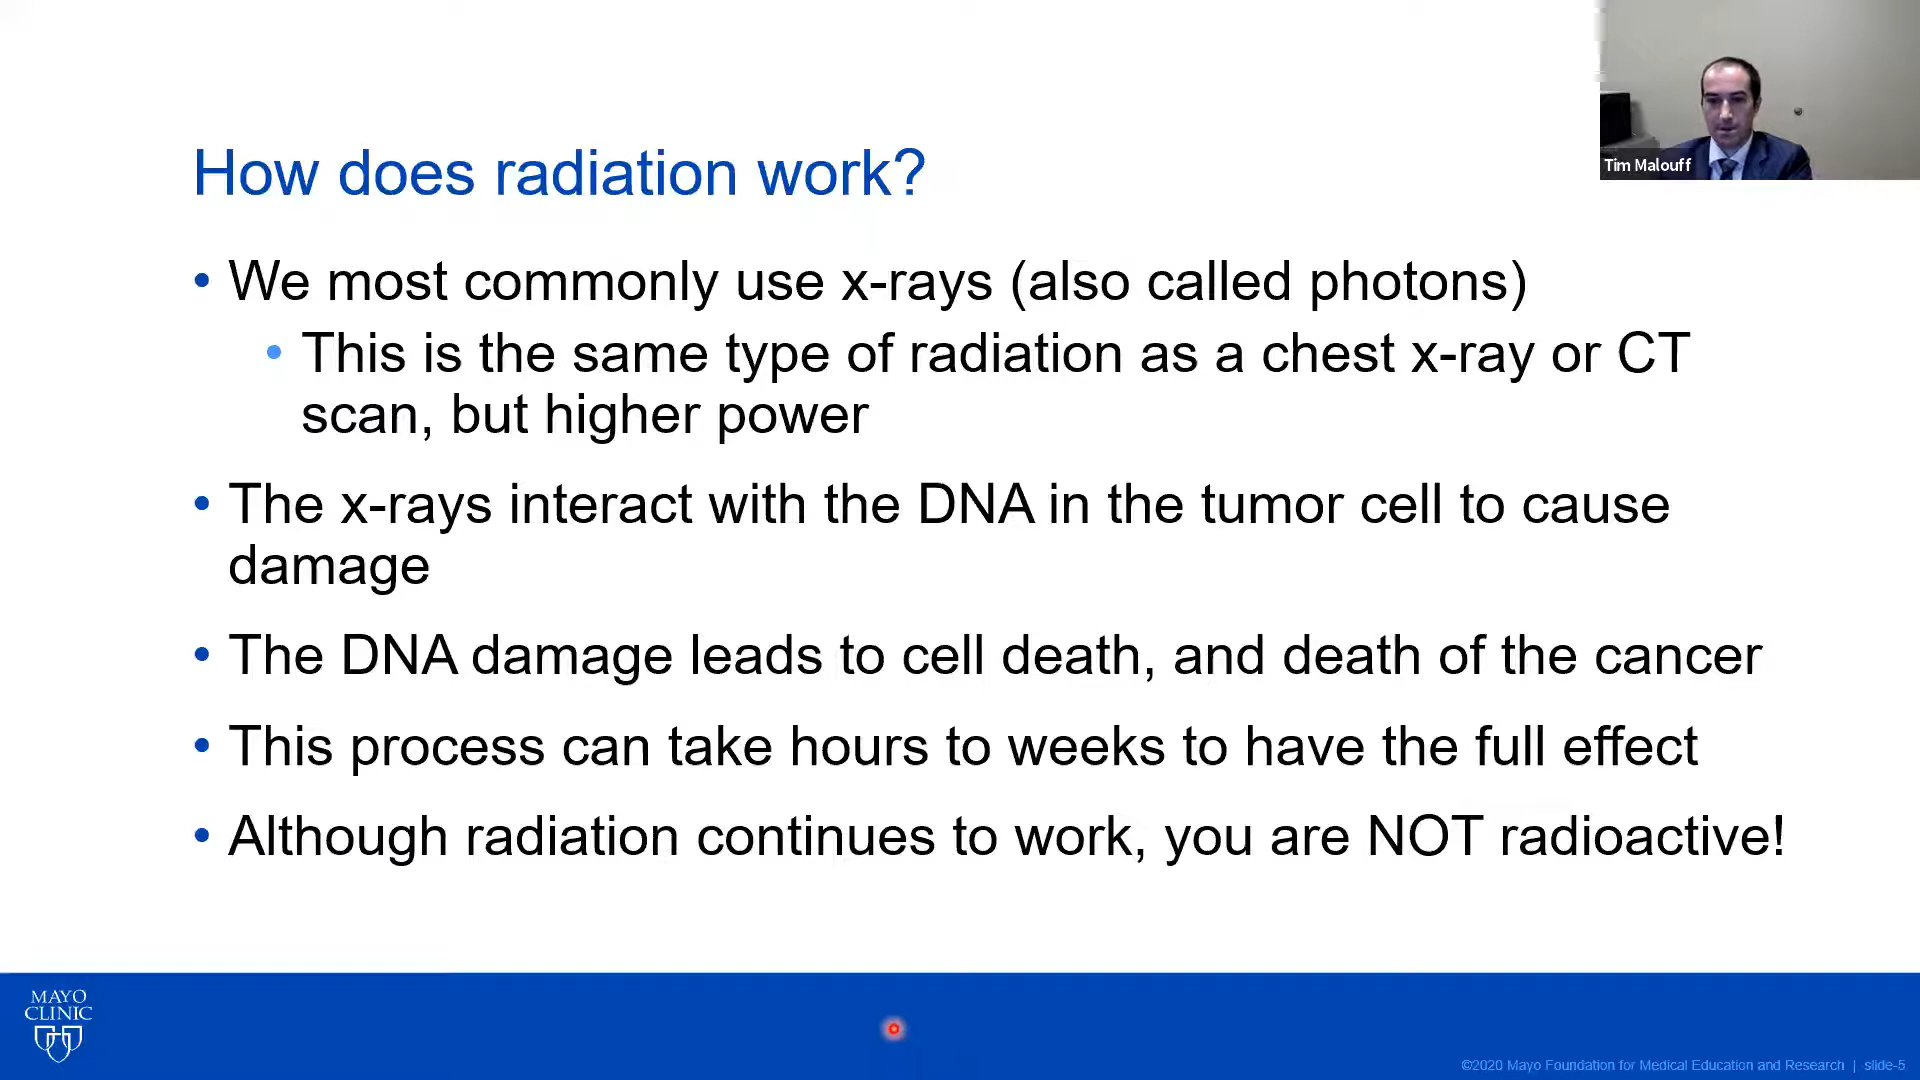 How does radiation work?
• We most commonly use x-rays (also called photons)
• This is the same type of radiation as a chest x-ray or CT
scan, but higher power
• The x-rays interact with the DNA in the tumor cell to cause
damage
• The DNA damage leads to cell death, and death of the cancer
• This process can take hours to weeks to have the full effect
• Although radiation continues to work, you are NOT radioactive!
Tim Malouff
MAYO
CLINIC
©2020 Mayo Foundation for Medical Education and Research | slide-5